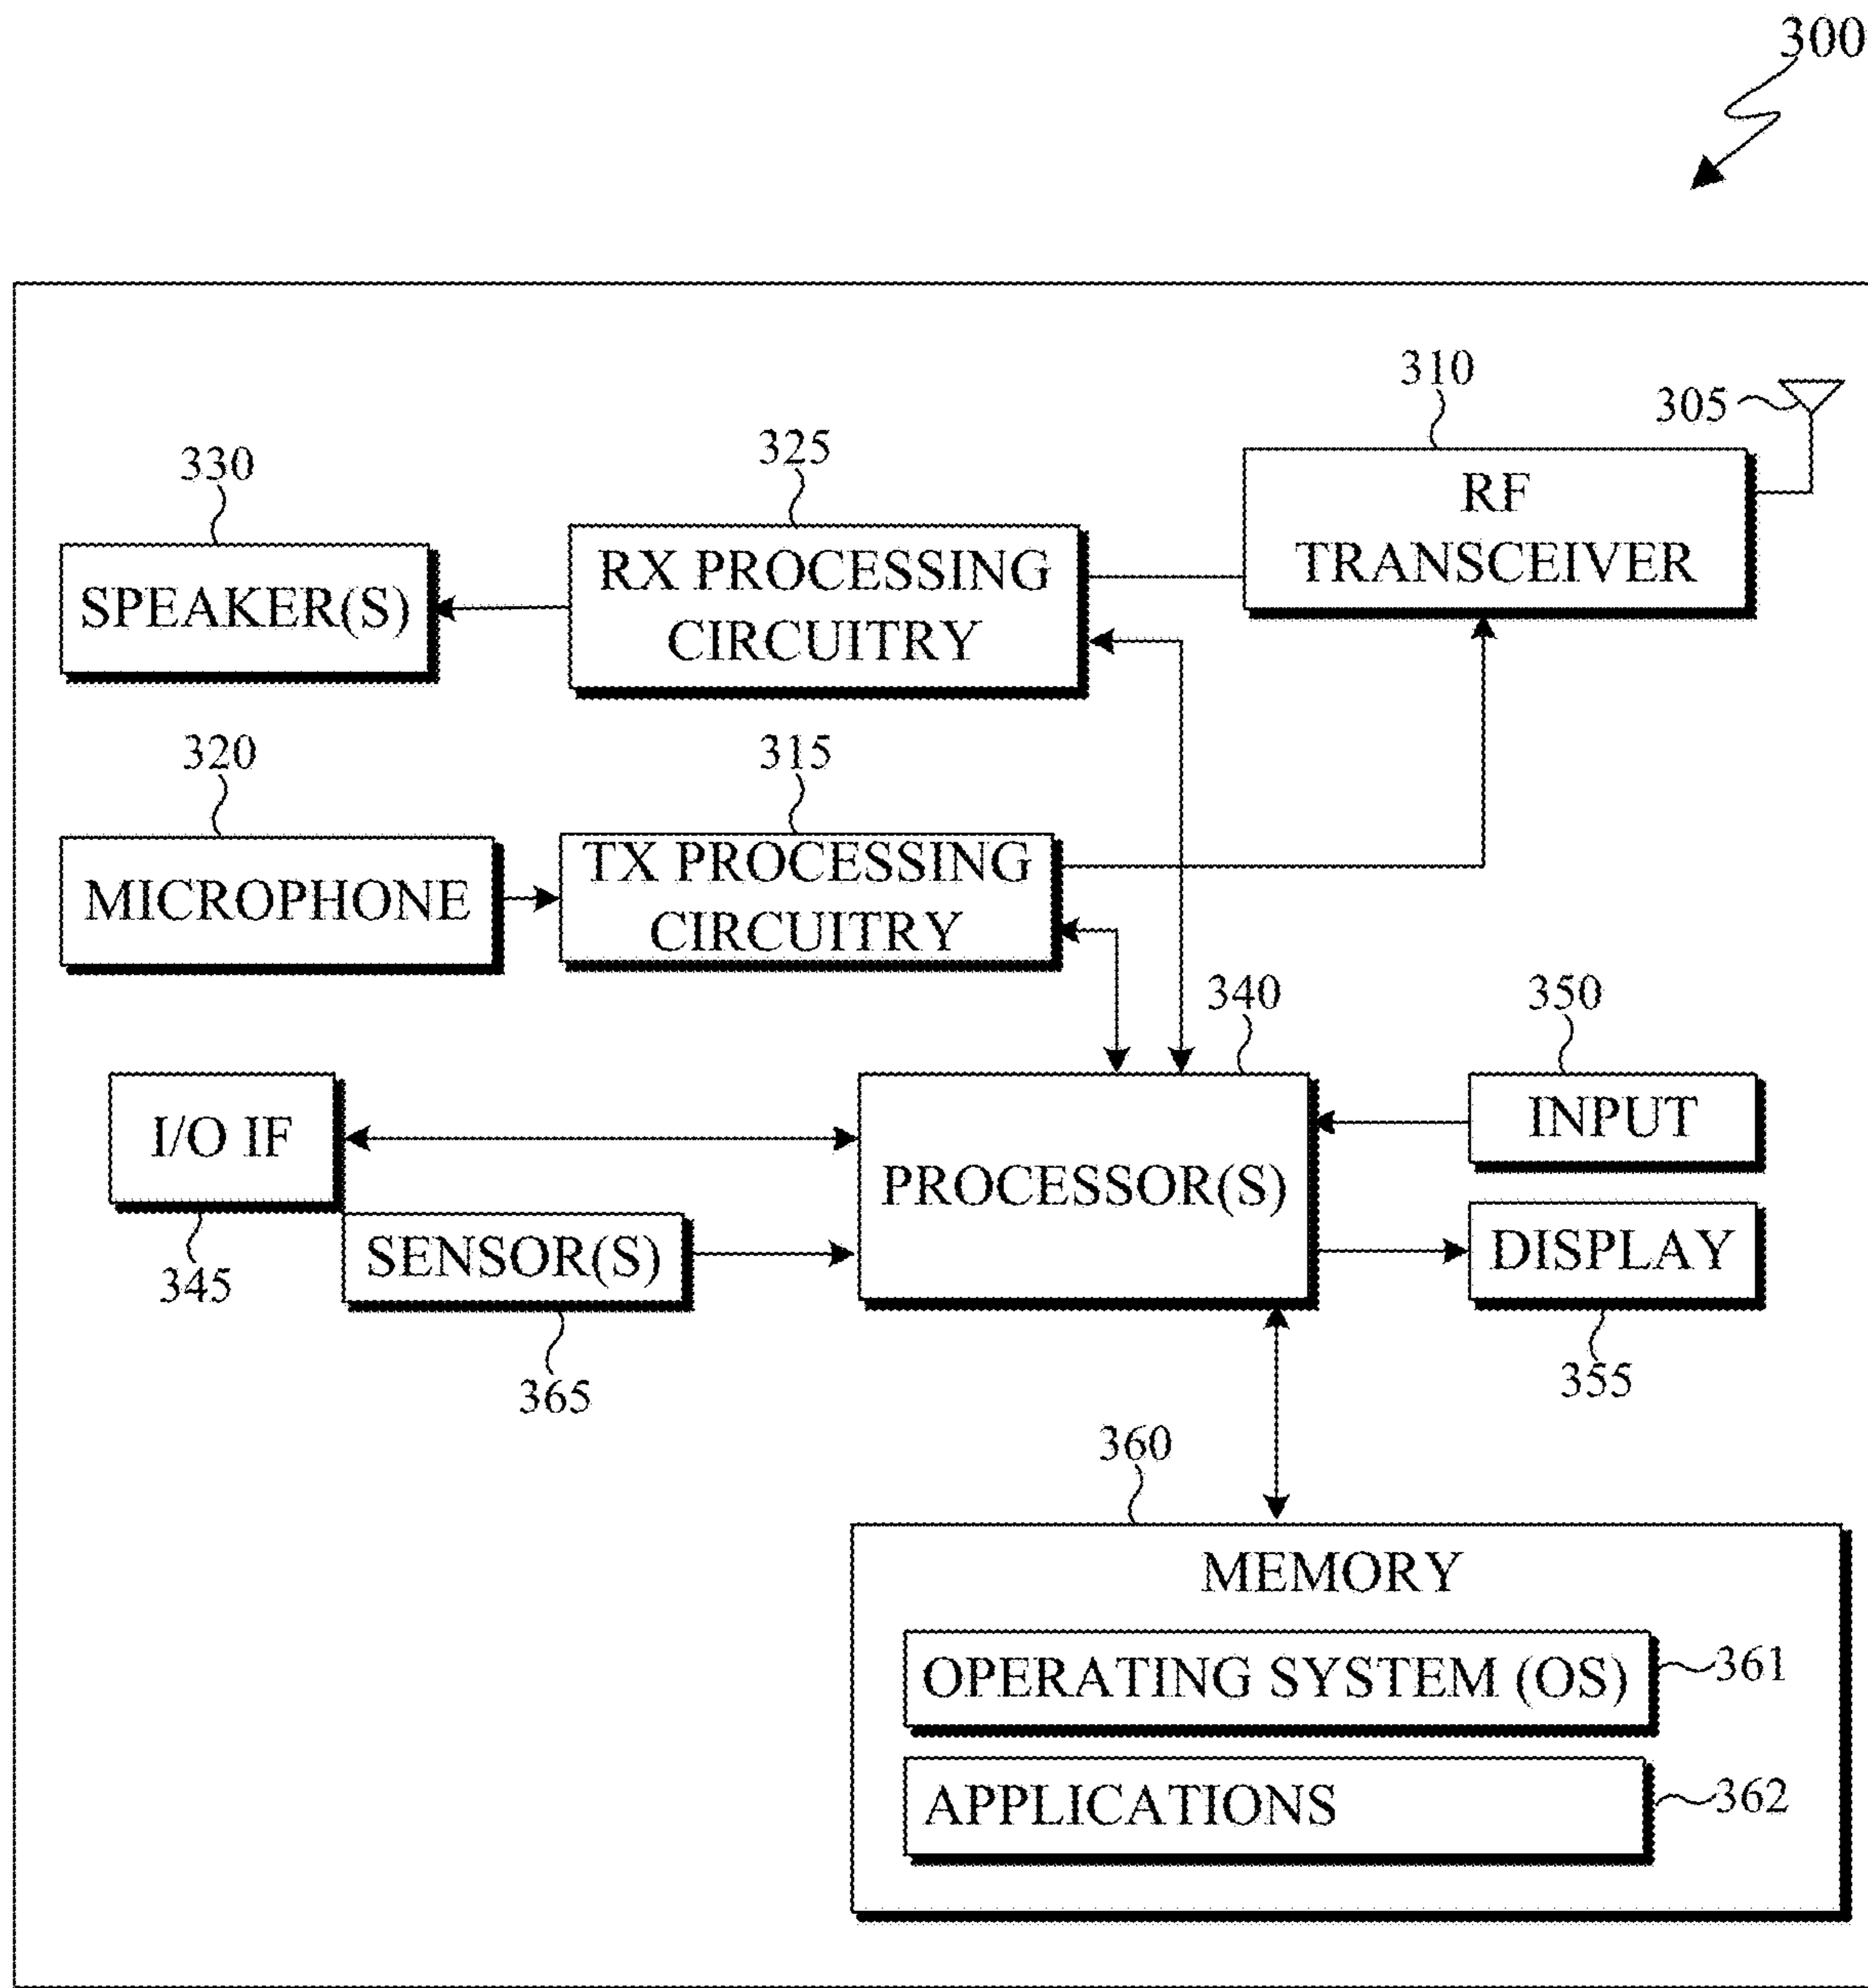 300
310
305
330
325
RF
TRANSCEIVER
SPEAKER(S)
RX PROCESSING
CIRCUITRY
320
315
MICROPHONE
TX PROCESSING
CIRCUITRY
340
350
I/O IF
PROCESSOR(S)
INPUT
SENSOR(S)
DISPLAY
345
365
355
360
MEMORY
OPERATING SYSTEM (OS)
361
APPLICATIONS
362